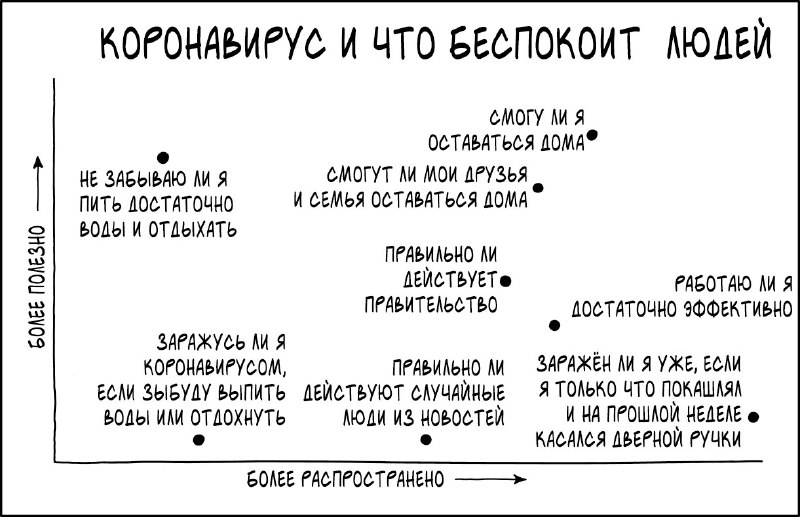 КОРОНАВИРУС И ЧТО БЕСПОКОИТ ЛЮДЕЙ
СМОГУ ЛИ Я
ОСТАВАТЬСЯ ДОМА
НЕ ЗАБЫВАЮ ЛИ Я
ПИТЬ ДОСТАТОЧНО
ВОДЫ И ОТДЫХАТЬ
СМОГУТ ЛИ МОИ ДРУЗЬЯ
И СЕМЬЯ ОСТАВАТЬСЯ ДОМА
ПРАВИЛЬНО ЛИ
ДЕЙСТВУЕТ
ПРАВИТЕЛЬСТВО
РАБОТАЮ ЛИ Я
ДОСТАТОЧНО ЭФФЕКТИВНО
ЗАРАЖУСЬ ЛИ Я
КОРОНАВИРУСОМ,
ЕСЛИ ЗЫБУДУ ВЫПИТЬ
ВОДЫ ИЛИ ОТДОХНУТЬ
ПРАВИЛЬНО ЛИ
ДЕЙСТВУЮТ СЛУЧАЙНЫЕ
ЛЮДИ ИЗ НОВОСТЕЙ
ЗАРАЖЁН ЛИ Я УЖЕ, ЕСЛИ
Я ТОЛЬКО ЧТО ПОКАШЛЯЛ
И НА ПРОШЛОЙ НЕДЕЛЕ
КАСАЛСЯ ДВЕРНОЙ РУЧКИ
БОЛЕЕ ПОЛЕЗНО
БОЛЕЕ РАСПРОСТРАНЕНО